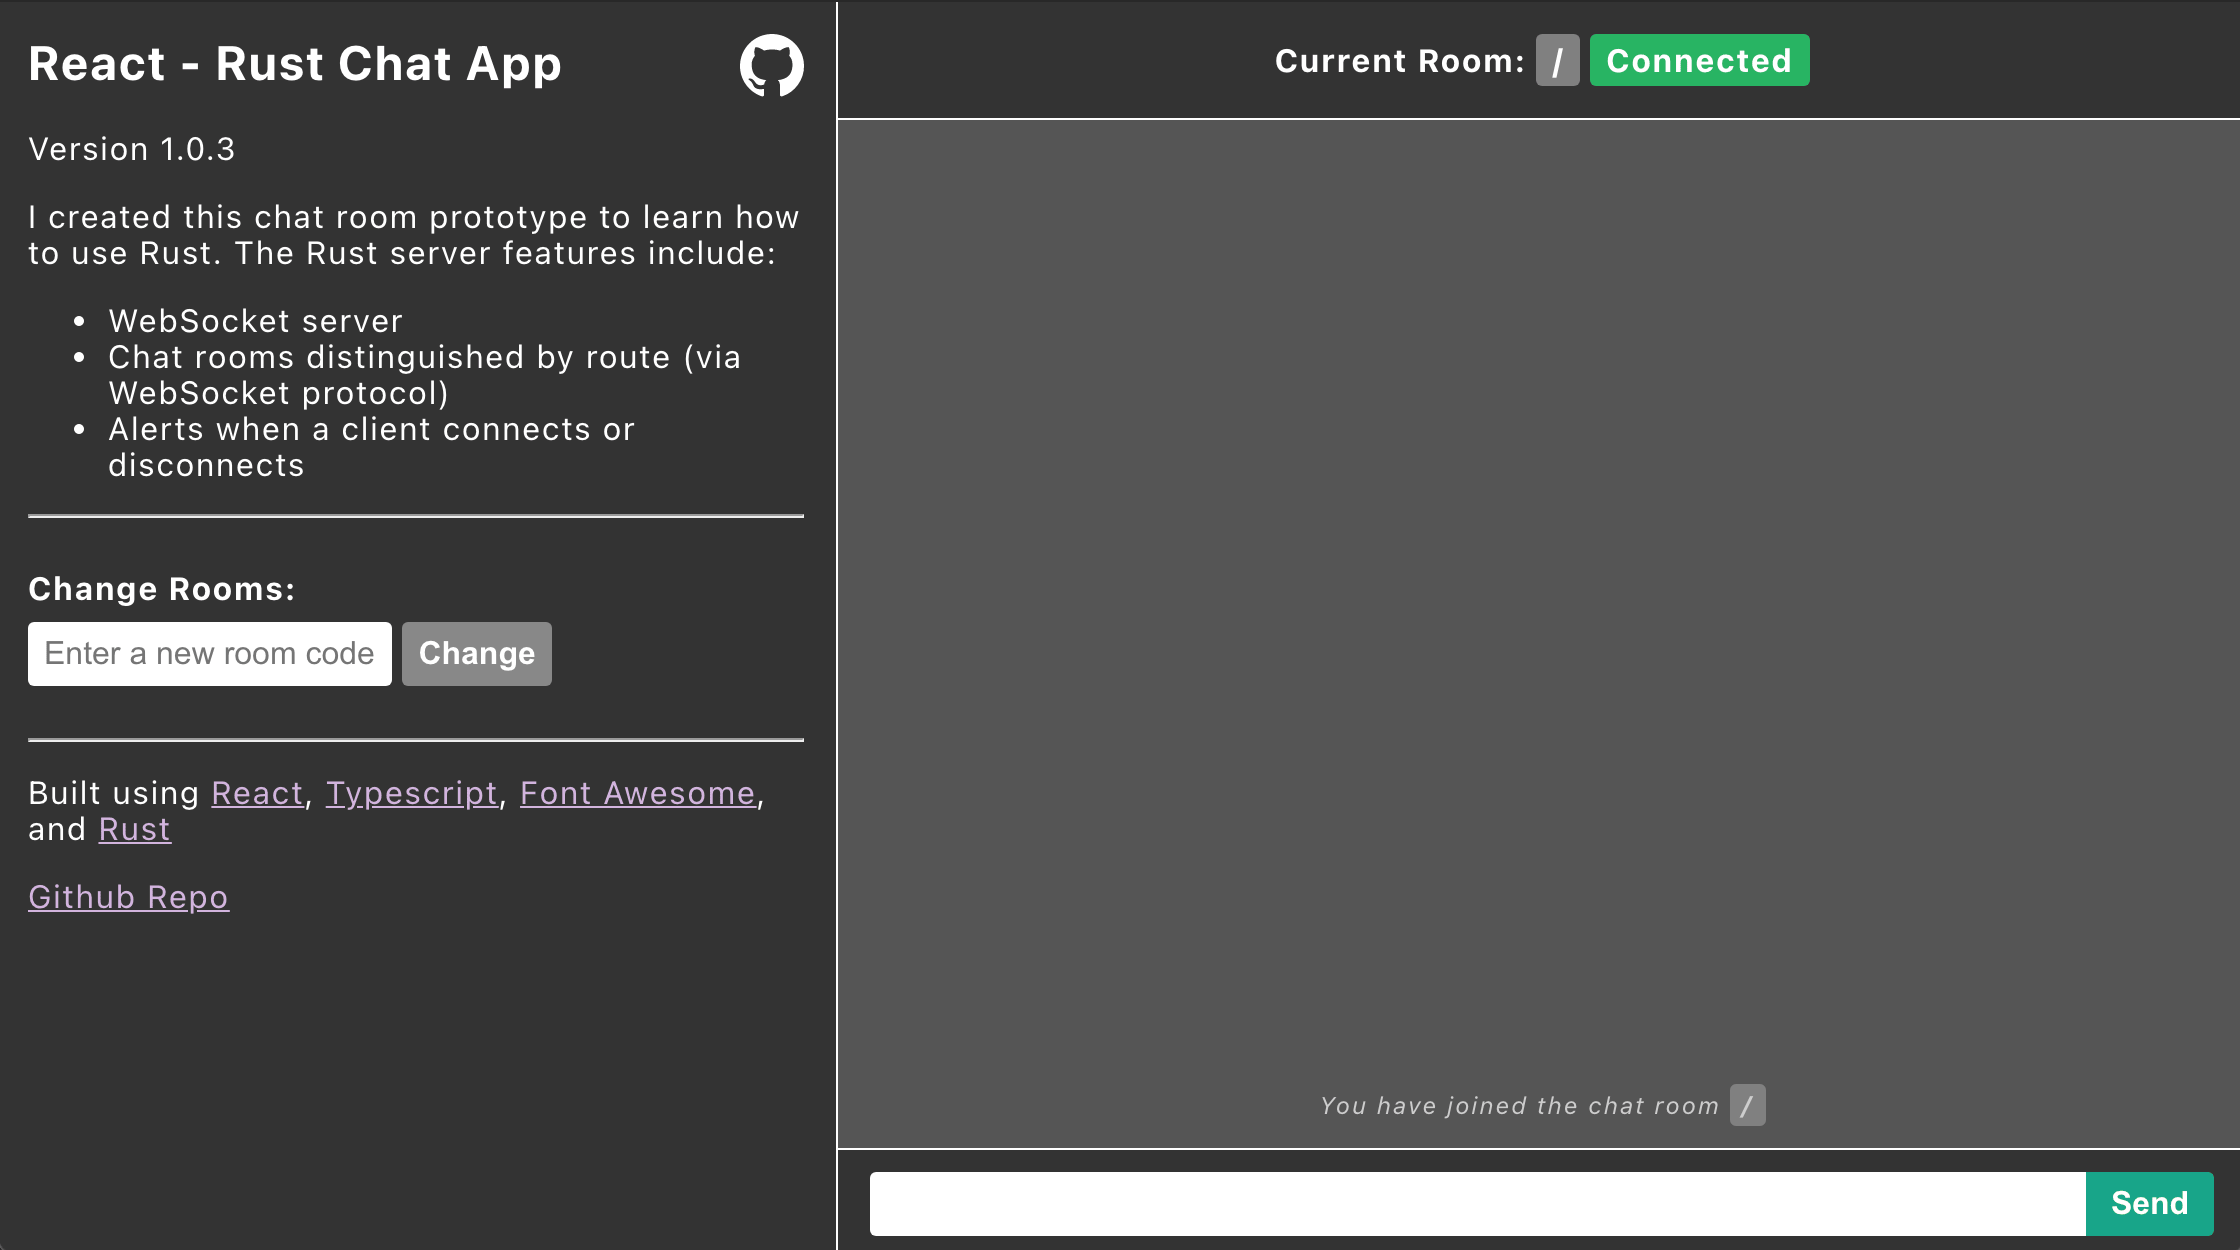 React - Rust Chat App
Version 1.0.3
I created this chat room prototype to learn how
to use Rust. The Rust server features include:
• WebSocket server
• Chat rooms distinguished by route (via
WebSocket protocol)
• Alerts when a client connects or
disconnects
Change Rooms:
Enter a new room code Change
Built using React, Typescript, Font Awesome,
and Rust
Github Repo
Current Room: / Connected
You have joined the chat room /
Send